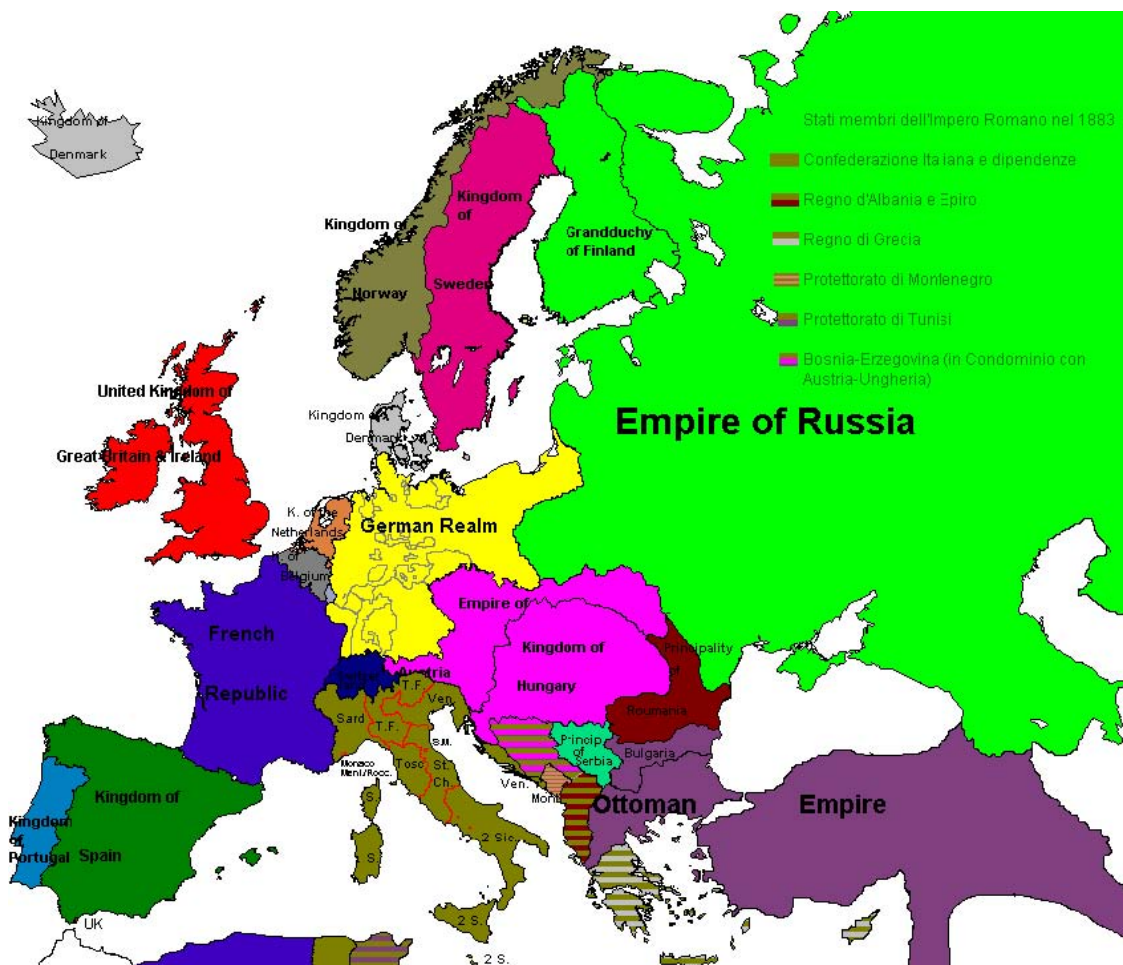 Kingdom of
Denmark
Stati membri dell'Impero Romano nel 1883
Confederazione Italiana e dipendenze
Regno d'Albania e Epiro
Regno di Grecia
Protettorato di Montenegro
Protettorato di Tunisi
Bosnia-Erzegovina (in Condominio con
Austria-Ungheria)
Kingdom of
Norway
Kingdom of
Sweden
Grandduchy
of Finland
Empire of Russia
United Kingdom of
Great Britain & Ireland
Kingdom of
Denmark
K. of the
Netherlands
K. of
Belgium
German Realm
French
Republic
Empire of
Austria
Kingdom of
Hungary
Principality
of
Roumania
Princip.
of
Serbia
Bulgaria
Ottoman
Empire
T.F.
Ven.
Sard
T.F.
S.M.
Monaco
Ment./Rocc.
Tosc
St.
Ch.
Ven.
Mont
S.
S.
2 Sic.
2 S.
2 S.
Kingdom of
Spain
Kingdom
of
Portugal
UK